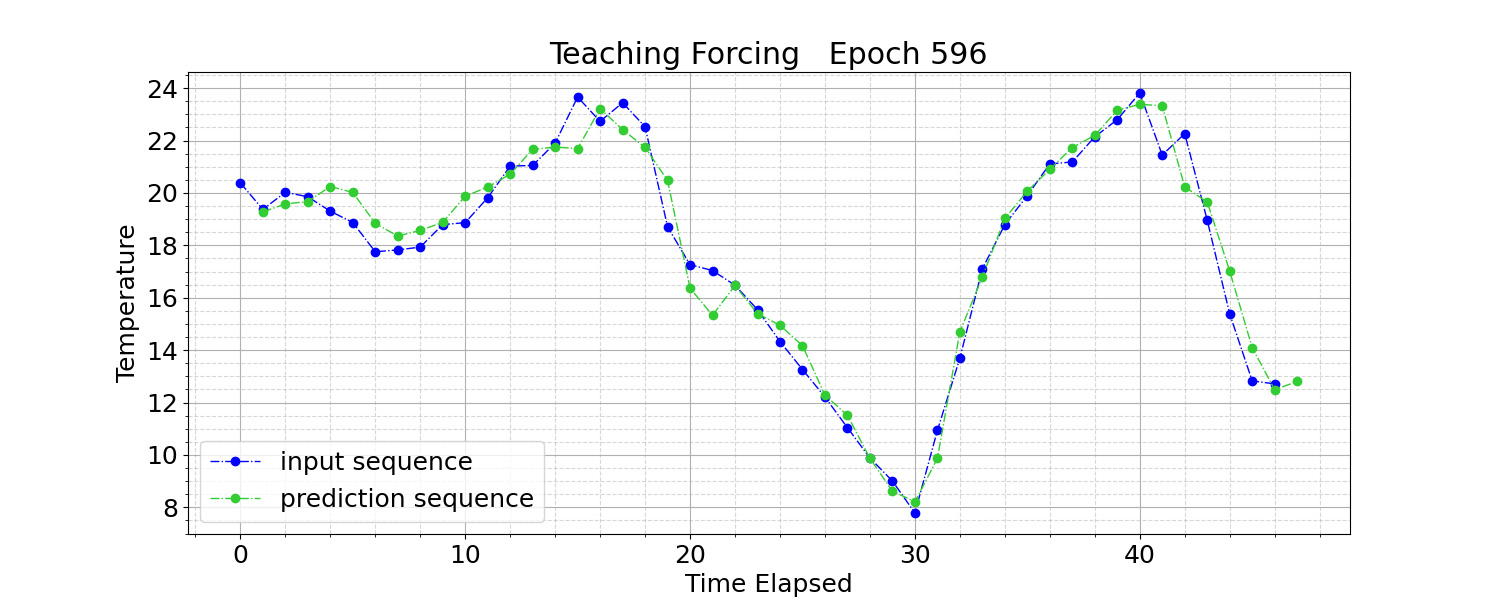 Teaching Forcing   Epoch 596
24
22
20
18
16
14
12
10
8
Temperature
input sequence
prediction sequence
0 10 20 30 40
Time Elapsed